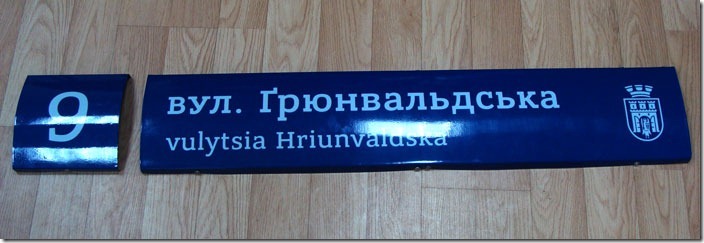 9
вул. Ґрюнвальдська
vulytsia Hriunvaldska